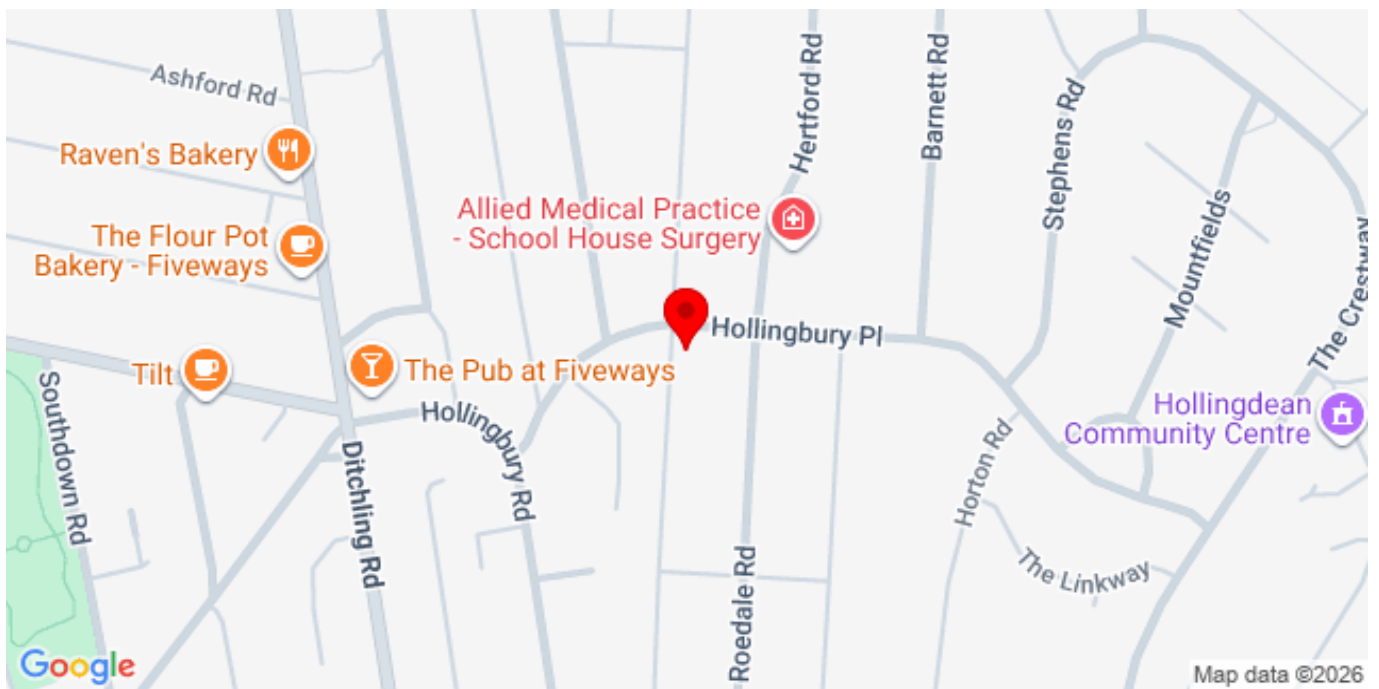 Ashford Rd
Raven's Bakery
The Flour Pot
Bakery - Fiveways
Tilt
Southdown Rd
The Pub at Fiveways
Hollingbury Rd
Ditchling Rd
Allied Medical Practice
- School House Surgery
Hertford Rd
Barnett Rd
Stephens Rd
Mountfields
The Crestway
Hollingbury Pl
Hollingdean
Community Centre
Horton Rd
The Linkway
Roedale Rd
Google
Map data ©2026